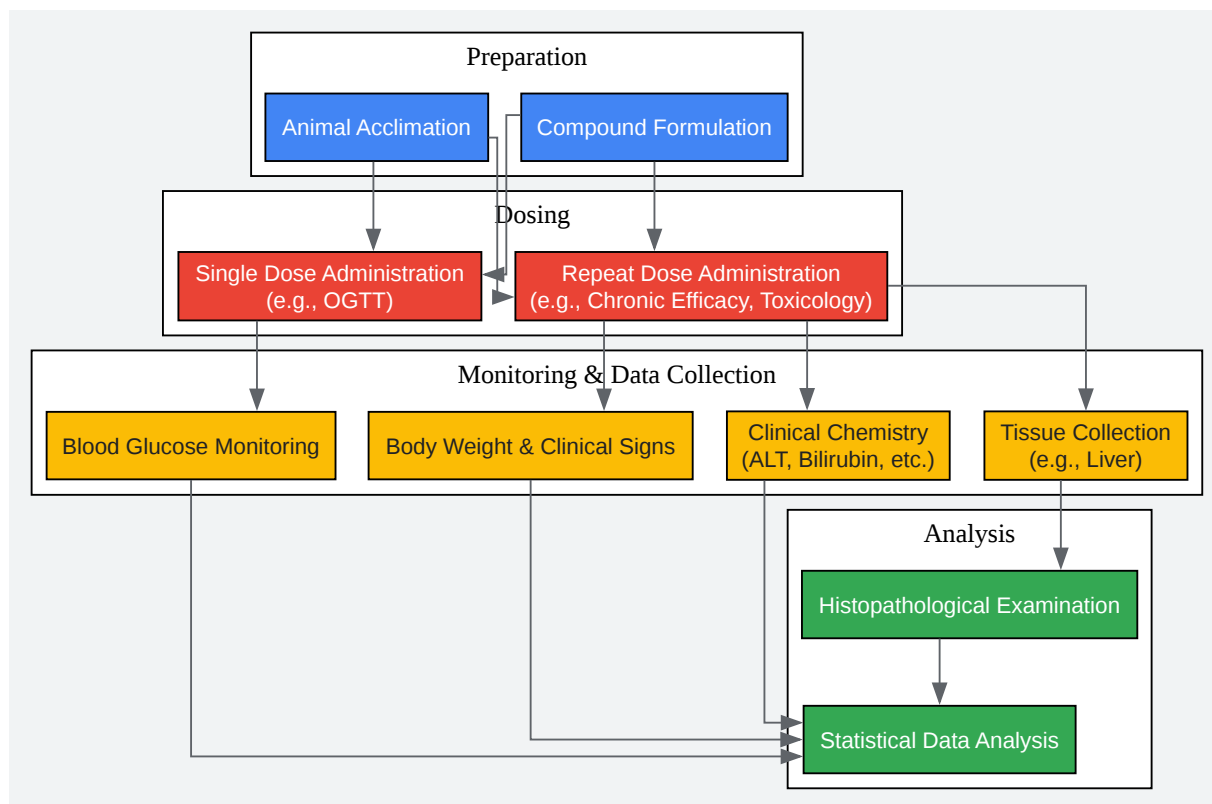 Preparation
Animal Acclimation
Compound Formulation
Dosing
Single Dose Administration
(e.g., OGTT)
Repeat Dose Administration
(e.g., Chronic Efficacy, Toxicology)
Monitoring & Data Collection
Blood Glucose Monitoring
Body Weight & Clinical Signs
Clinical Chemistry
(ALT, Bilirubin, etc.)
Tissue Collection
(e.g., Liver)
Analysis
Histopathological Examination
Statistical Data Analysis